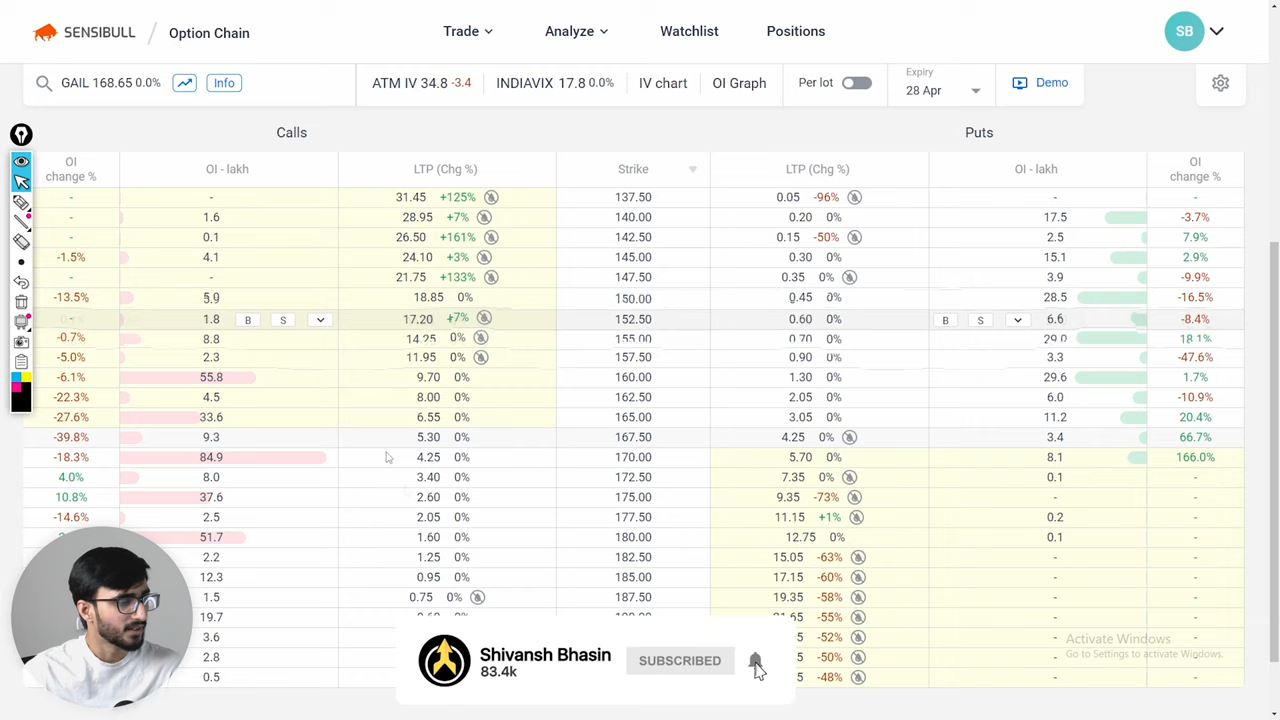 SENSIBULL / Option Chain Trade Analyze Watchlist Positions SB
GAIL 168.65 0.0% Info ATM IV 34.8 -3.4 INDIAVIX 17.8 0.0% IV chart OI Graph Per lot Expiry 28 Apr Demo
Calls Puts
OI change % OI - lakh LTP (Chg %) Strike LTP (Chg %) OI - lakh OI change %
- - 31.45 +125% 137.50 0.05 -96% - -
- 1.6 28.95 +7% 140.00 0.20 0% 17.5 -3.7%
- 0.1 26.50 +161% 142.50 0.15 -50% 2.5 7.9%
-1.5% 4.1 24.10 +3% 145.00 0.30 0% 15.1 2.9%
- - 21.75 +133% 147.50 0.35 0% 3.9 -9.9%
-13.5% 5.9 18.85 0% 150.00 0.45 0% 28.5 -16.5%
1.8 B S 17.20 +7% 152.50 0.60 0% B S 6.6 -8.4%
-0.7% 8.8 14.25 0% 155.00 0.70 0% 29.0 18.1%
-5.0% 2.3 11.95 0% 157.50 0.90 0% 3.3 -47.6%
-6.1% 55.8 9.70 0% 160.00 1.30 0% 29.6 1.7%
-22.3% 4.5 8.00 0% 162.50 2.05 0% 6.0 -10.9%
-27.6% 33.6 6.55 0% 165.00 3.05 0% 11.2 20.4%
-39.8% 9.3 5.30 0% 167.50 4.25 0% 3.4 66.7%
-18.3% 84.9 4.25 0% 170.00 5.70 0% 8.1 166.0%
4.0% 8.0 3.40 0% 172.50 7.35 0% 0.1 -
10.8% 37.6 2.60 0% 175.00 9.35 -73% - -
-14.6% 2.5 2.05 0% 177.50 11.15 +1% 0.2 -
51.7 1.60 0% 180.00 12.75 0% 0.1 -
2.2 1.25 0% 182.50 15.05 -63% - -
12.3 0.95 0% 185.00 17.15 -60% - -
1.5 0.75 0% 187.50 19.35 -58% - -
19.7 -55% - -
3.6 -52% - -
2.8 -50% - -
0.5 -48% - -
Shivansh Bhasin
83.4k
SUBSCRIBED
Activate Windows
Go to Settings to activate Windows.